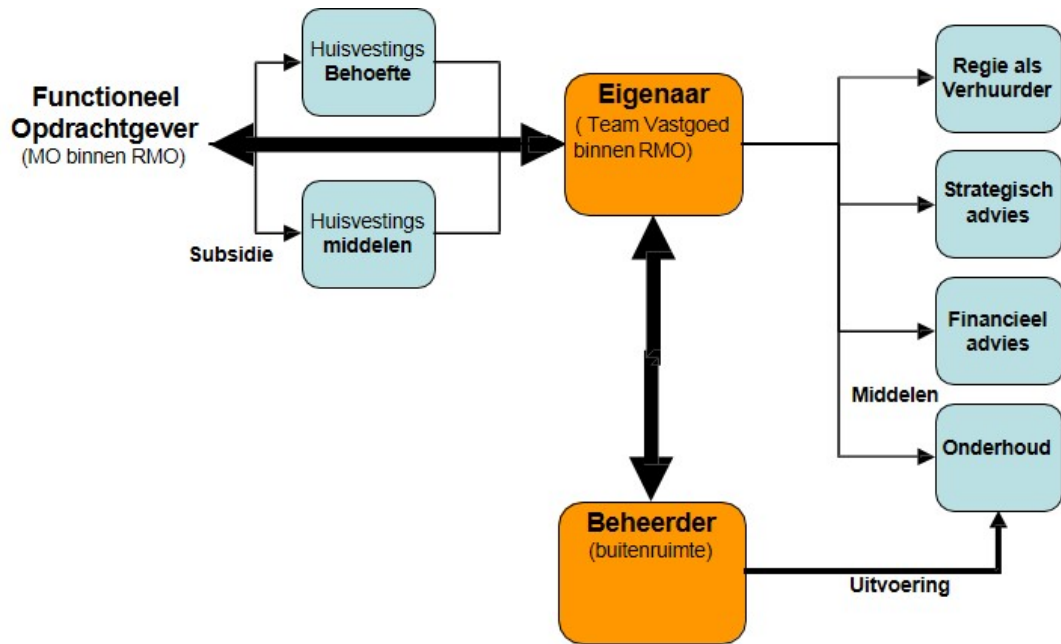 Functioneel
Opdrachtgever
(MO binnen RMO)
Huisvestings
Behoefte
Huisvestings
middelen
Subsidie
Eigenaar
( Team Vastgoed
binnen RMO)
Beheerder
(buitenruimte)
Regie als
Verhuurder
Strategisch
advies
Financieel
advies
Middelen
Onderhoud
Uitvoering